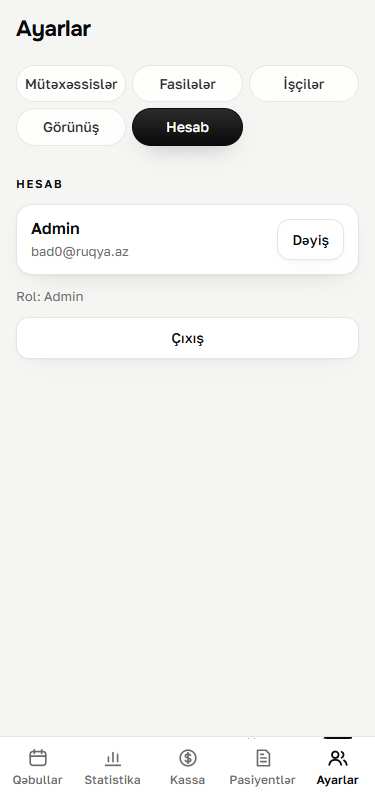 Ayarlar
Mütəxəssislər Fasilələr İşçilər
Görünüş Hesab
HESAB
Admin
bad0@ruqya.az
Dəyiş
Rol: Admin
Çıxış
Qəbullar Statistika Kassa Pasiyentlər Ayarlar